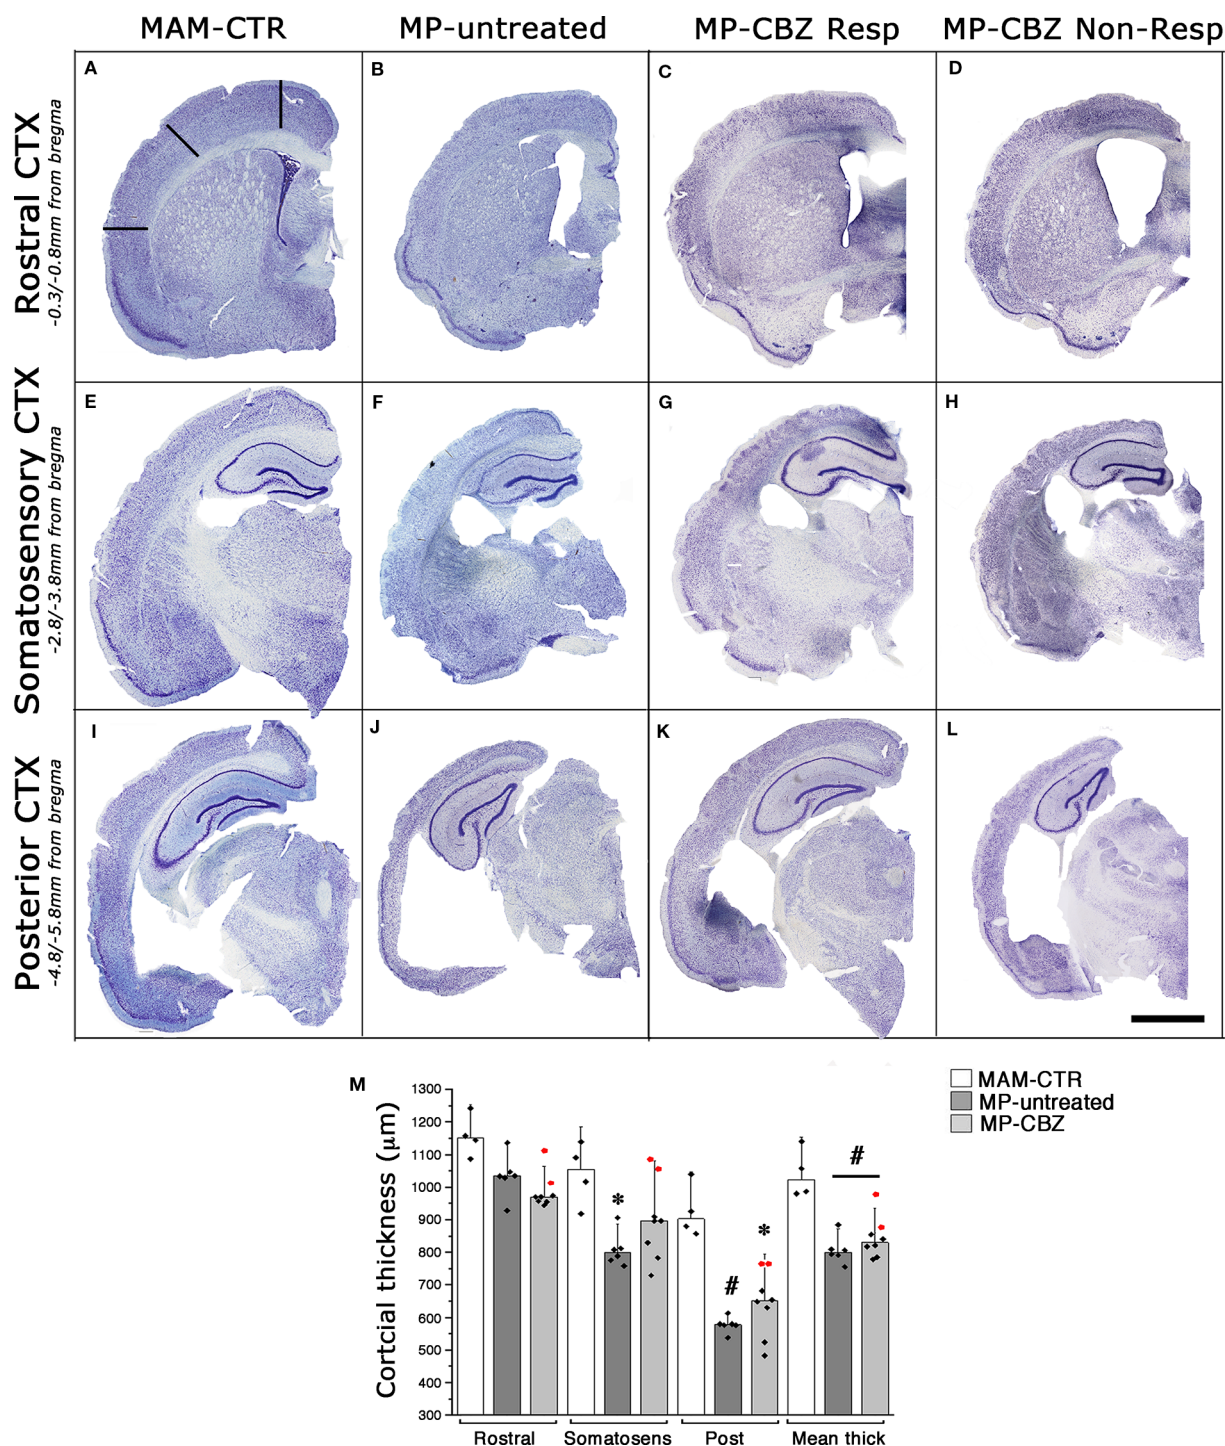 MAM-CTR MP-untreated MP-CBZ Resp MP-CBZ Non-Resp
Rostral CTX
-0.3/-0.8mm from bregma
A B C D
Somatosensory CTX
-2.8/-3.8mm from bregma
E F G H
Posterior CTX
-4.8/-5.8mm from bregma
I J K L
M
MAM-CTR
MP-untreated
MP-CBZ
Cortcial thickness (μm)
1300
1200
1100
1000
900
800
700
600
500
400
300
* # * #
Rostral Somatosens Post Mean thick